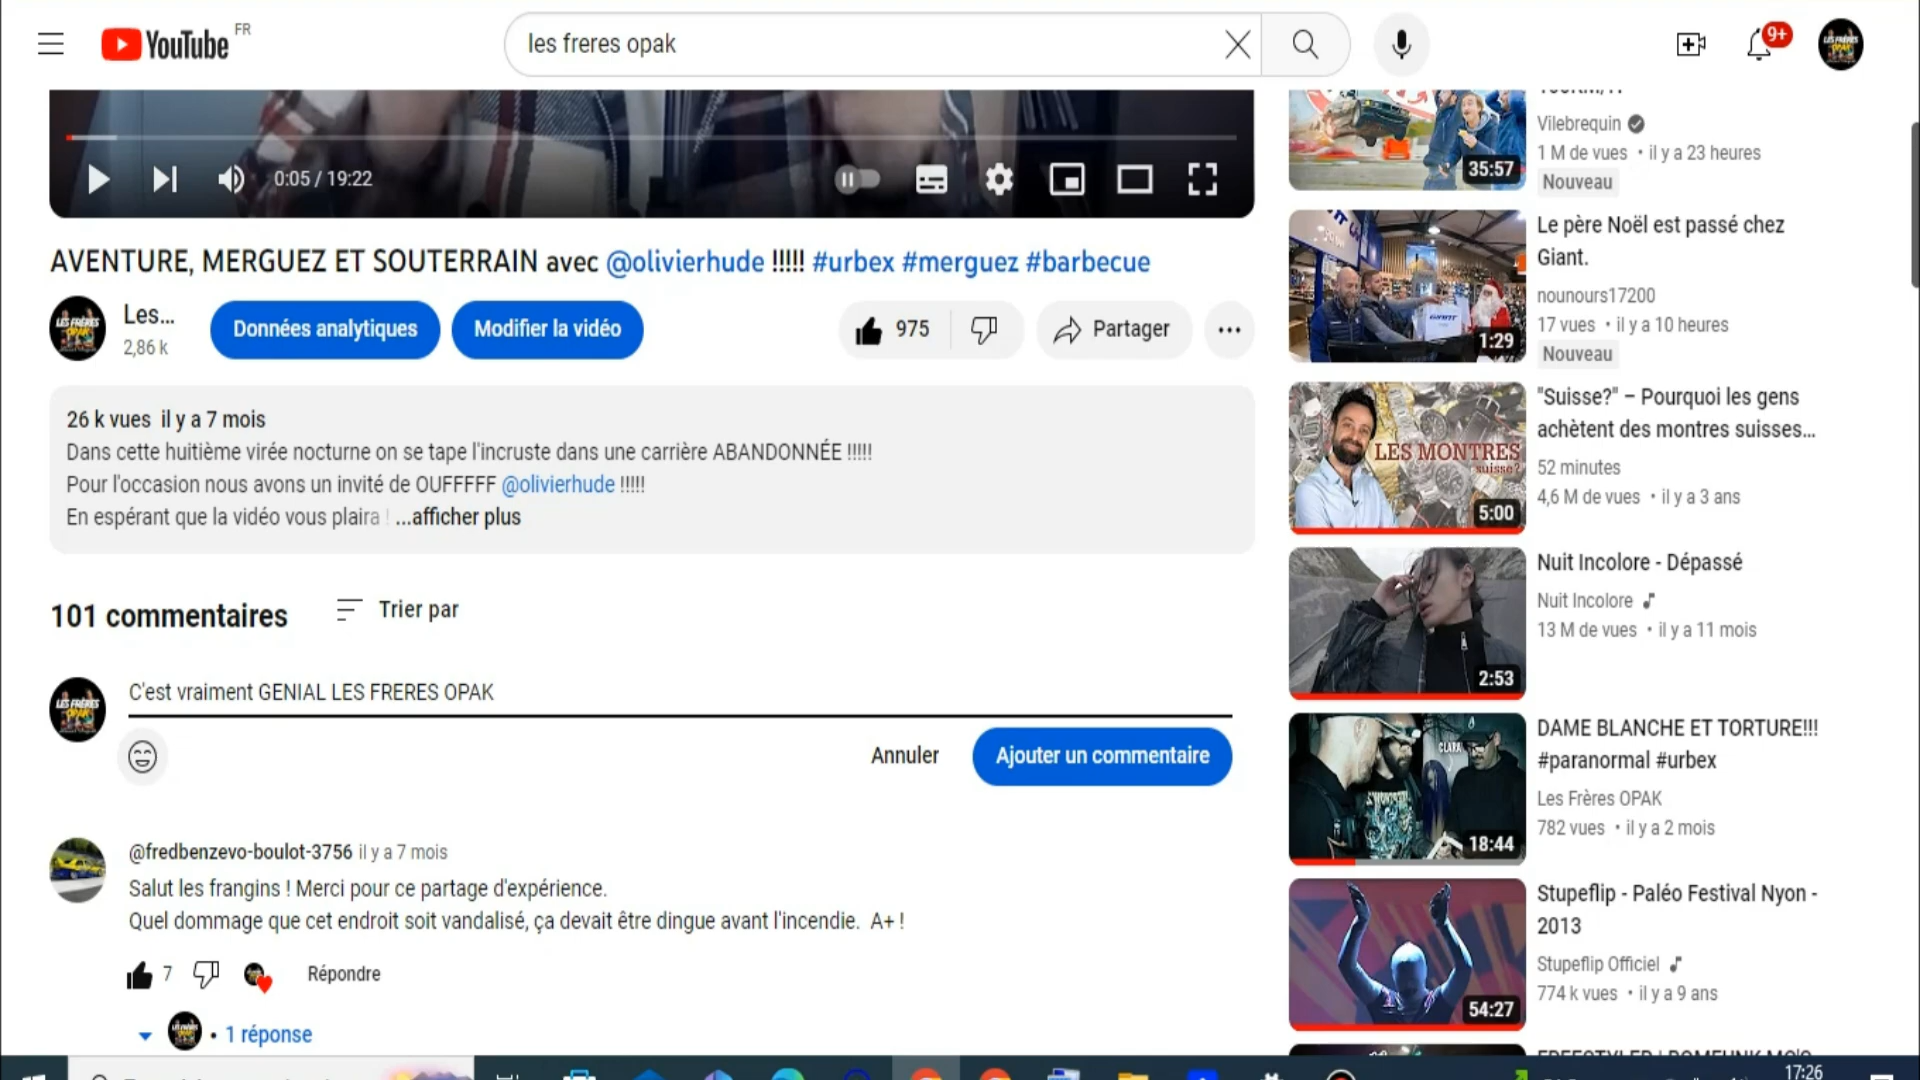 YouTube FR
les freres opak
9+
0:05 / 19:22
AVENTURE, MERGUEZ ET SOUTERRAIN avec @olivierhude !!!!! #urbex #merguez #barbecue
Les...
2,86 k
Données analytiques
Modifier la vidéo
975
Partager
26 k vues il y a 7 mois
Dans cette huitième virée nocturne on se tape l'incruste dans une carrière ABANDONNÉE !!!!!
Pour l'occasion nous avons un invité de OUFFFFF @olivierhude !!!!!
En espérant que la vidéo vous plaira ! ...afficher plus
101 commentaires
Trier par
C'est vraiment GENIAL LES FRERES OPAK
Annuler
Ajouter un commentaire
@fredbenzevo-boulot-3756 il y a 7 mois
Salut les frangins ! Merci pour ce partage d'expérience.
Quel dommage que cet endroit soit vandalisé, ça devait être dingue avant l'incendie. A+ !
7
Répondre
• 1 réponse
35:57
Vilebrequin
1 M de vues • il y a 23 heures
Nouveau
GIANT
1:29
Le père Noël est passé chez
Giant.
nounours17200
17 vues • il y a 10 heures
Nouveau
LES MONTRES
suisse?
5:00
"Suisse?" – Pourquoi les gens
achètent des montres suisses...
52 minutes
4,6 M de vues • il y a 3 ans
2:53
Nuit Incolore - Dépassé
Nuit Incolore
13 M de vues • il y a 11 mois
CLARA
18:44
DAME BLANCHE ET TORTURE!!!
#paranormal #urbex
Les Frères OPAK
782 vues • il y a 2 mois
54:27
Stupeflip - Paléo Festival Nyon -
2013
Stupeflip Officiel
774 k vues • il y a 9 ans
17:26